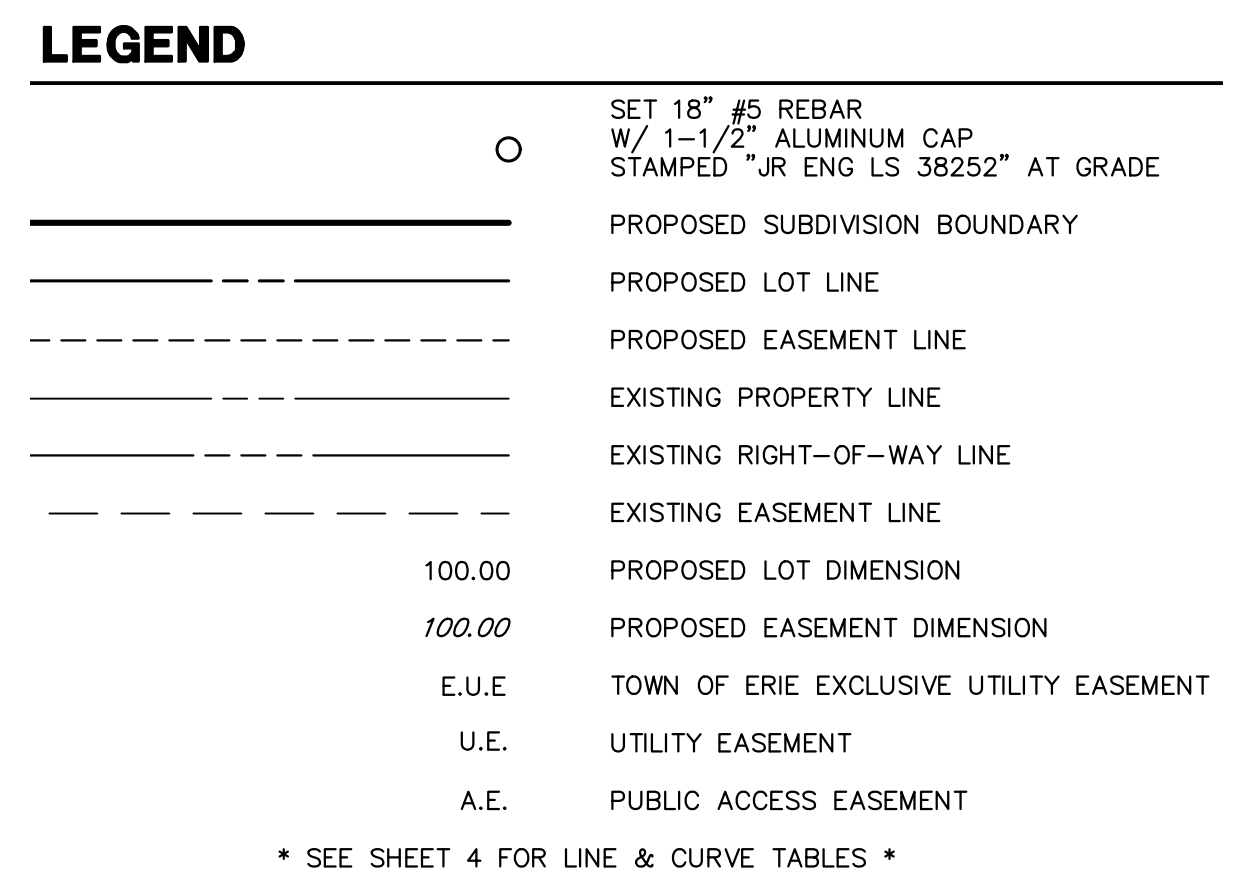 LEGEND
SET 18" #5 REBAR
W/ 1-1/2" ALUMINUM CAP
STAMPED "JR ENG LS 38252" AT GRADE
PROPOSED SUBDIVISION BOUNDARY
PROPOSED LOT LINE
PROPOSED EASEMENT LINE
EXISTING PROPERTY LINE
EXISTING RIGHT-OF-WAY LINE
EXISTING EASEMENT LINE
100.00 PROPOSED LOT DIMENSION
100.00 PROPOSED EASEMENT DIMENSION
E.U.E TOWN OF ERIE EXCLUSIVE UTILITY EASEMENT
U.E. UTILITY EASEMENT
A.E. PUBLIC ACCESS EASEMENT
* SEE SHEET 4 FOR LINE & CURVE TABLES *